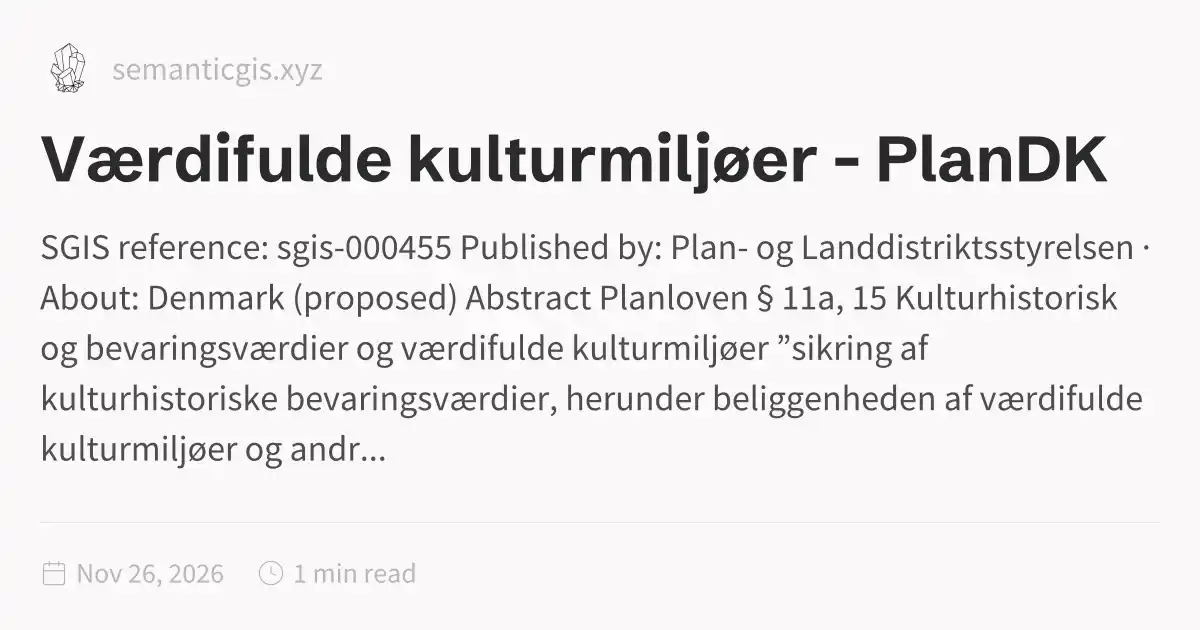 semanticgis.xyz
Værdifulde kulturmiljøer - PlanDK
SGIS reference: sgis-000455 Published by: Plan- og Landdistriktsstyrelsen ·
About: Denmark (proposed) Abstract Planloven § 11a, 15 Kulturhistorisk
og bevaringsværdier og værdifulde kulturmiljøer ”sikring af
kulturhistoriske bevaringsværdier, herunder beliggenheden af værdifulde
kulturmiljøer og andr...
Nov 26, 2026 1 min read